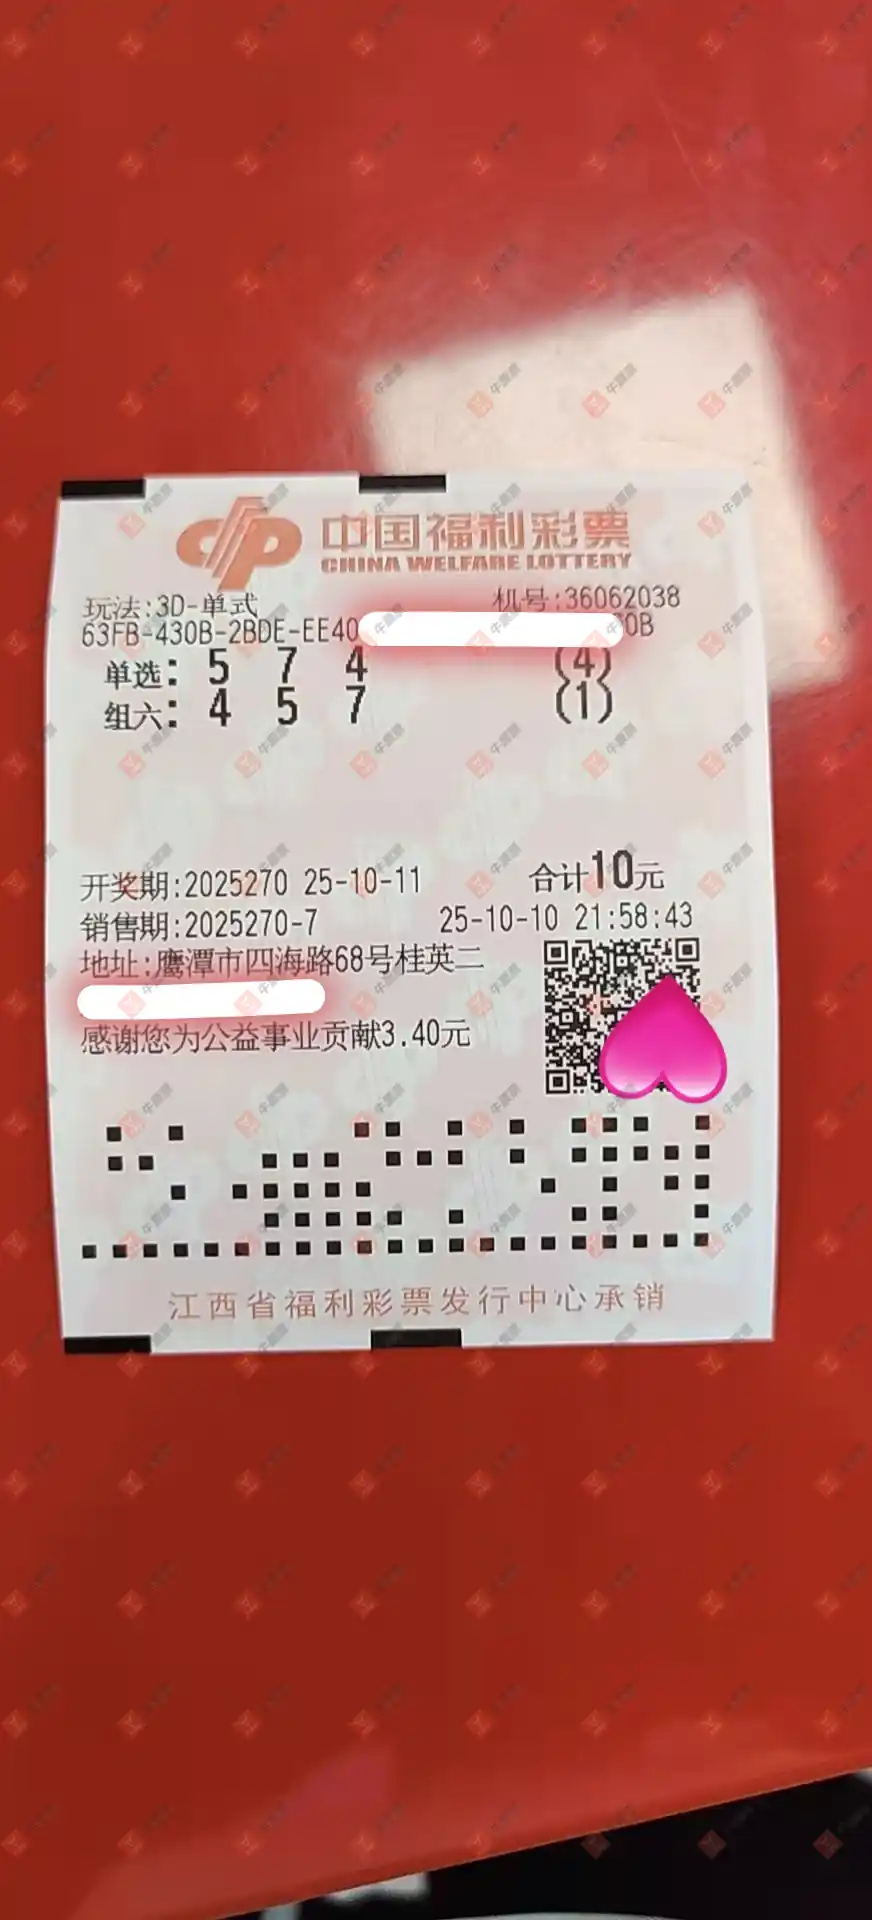 中国福利彩票
CHINA WELFARE LOTTERY
玩法:3D-单式 机号:36062038
63FB-430B-2BDE-EE40 0B
单选: 5 7 4 (4)
组六: 4 5 7 (1)
开奖期:2025270 25-10-11 合计10元
销售期:2025270-7 25-10-10 21:58:43
地址:鹰潭市四海路68号桂英二
感谢您为公益事业贡献3.40元
江西省福利彩票发行中心承销